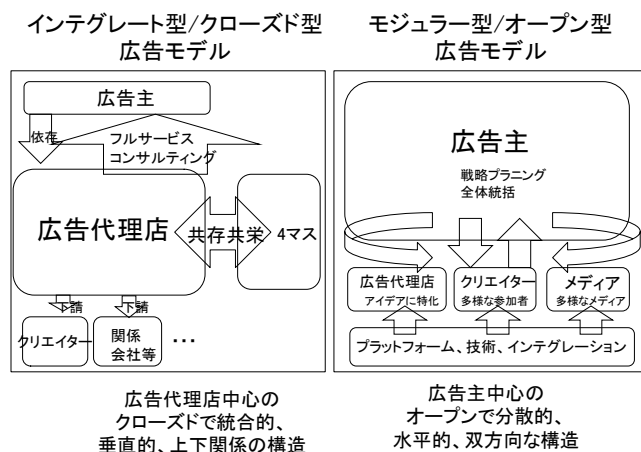 インテグレート型/クローズド型
広告モデル
広告主
依存
フルサービス
コンサルティング
広告代理店
共存共栄
4マス
下請
下請
クリエイター
関係
会社等
…
広告代理店中心の
クローズドで統合的、
垂直的、上下関係の構造
モジュラー型/オープン型
広告モデル
広告主
戦略プラニング
全体統括
広告代理店
アイデアに特化
クリエイター
多様な参加者
メディア
多様なメディア
プラットフォーム、技術、インテグレーション
広告主中心の
オープンで分散的、
水平的、双方向な構造